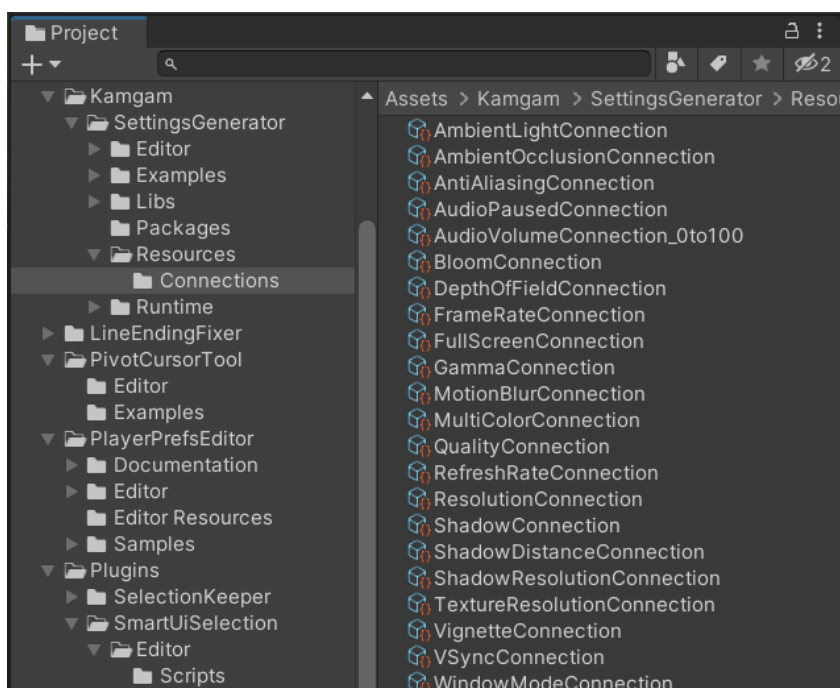 Project
2
Kamgam
SettingsGenerator
Editor
Examples
Libs
Packages
Resources
Connections
Runtime
LineEndingFixer
PivotCursorTool
Editor
Examples
PlayerPrefsEditor
Documentation
Editor
Editor Resources
Samples
Plugins
SelectionKeeper
SmartUiSelection
Editor
Scripts
Assets > Kamgam > SettingsGenerator > Resou
AmbientLightConnection
AmbientOcclusionConnection
AntiAliasingConnection
AudioPausedConnection
AudioVolumeConnection_0to100
BloomConnection
DepthOfFieldConnection
FrameRateConnection
FullScreenConnection
GammaConnection
MotionBlurConnection
MultiColorConnection
QualityConnection
RefreshRateConnection
ResolutionConnection
ShadowConnection
ShadowDistanceConnection
ShadowResolutionConnection
TextureResolutionConnection
VignetteConnection
VSyncConnection
WindowModeConnection